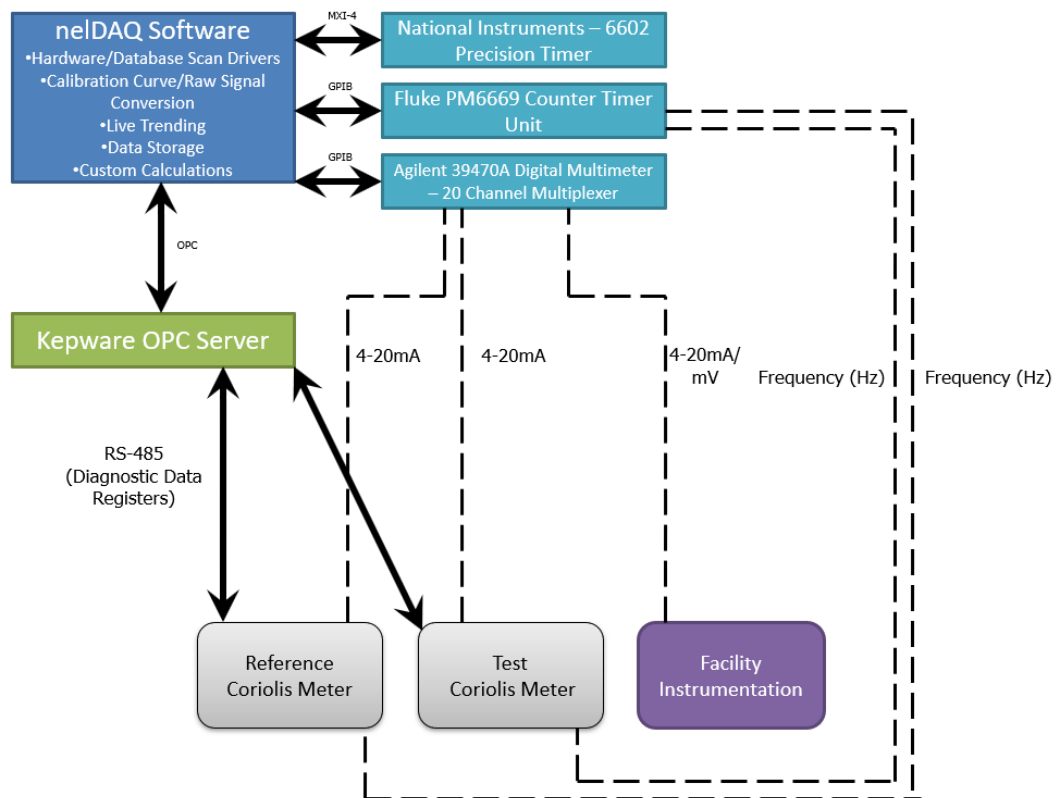 nelDAQ Software
•Hardware/Database Scan Drivers
•Calibration Curve/Raw Signal
Conversion
•Live Trending
•Data Storage
•Custom Calculations
MXI-4
National Instruments – 6602
Precision Timer
GPIB
Fluke PM6669 Counter Timer
Unit
GPIB
Agilent 39470A Digital Multimeter
– 20 Channel Multiplexer
OPC
Kepware OPC Server
4-20mA
4-20mA
4-20mA/
mV
Frequency (Hz)
Frequency (Hz)
RS-485
(Diagnostic Data
Registers)
Reference
Coriolis Meter
Test
Coriolis Meter
Facility
Instrumentation